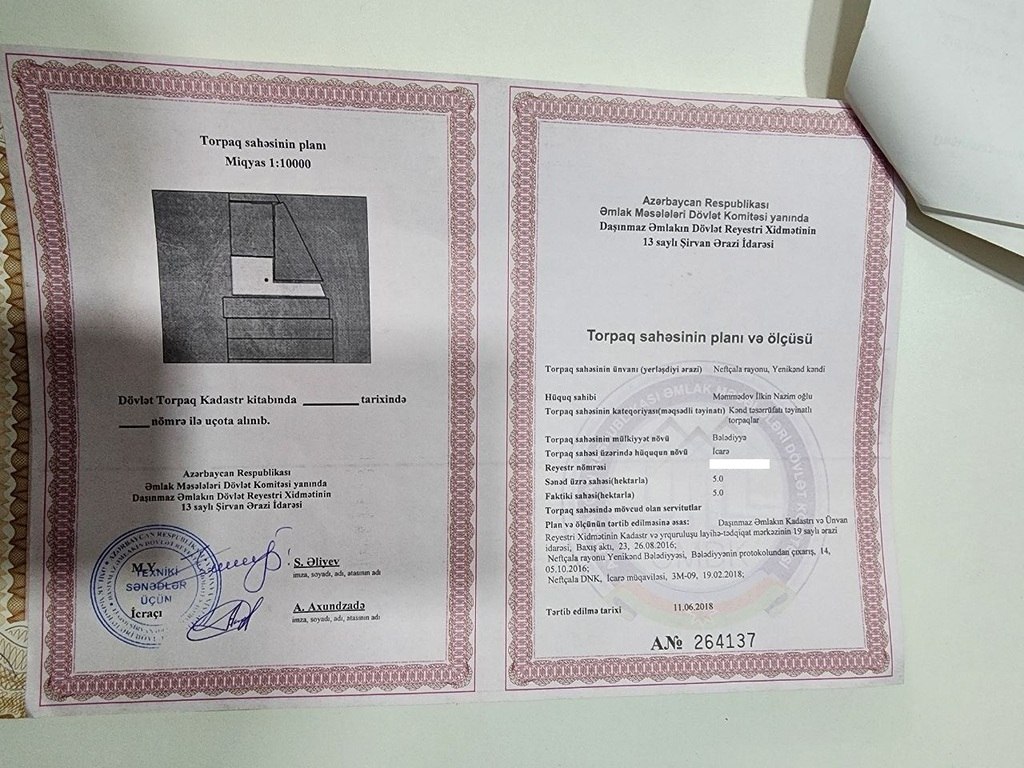 Torpaq sahəsinin planı
Miqyas 1:10000
Dövlət Torpaq Kadastr kitabında ________ tarixində
____ nömrə ilə uçota alınıb.
Azərbaycan Respublikası
Əmlak Məsələləri Dövlət Komitəsi yanında
Daşınmaz Əmlakın Dövlət Reyestri Xidmətinin
13 saylı Şirvan Ərazi İdarəsi
M.Y.
TEXNİKİ
SƏNƏDLƏR
ÜÇÜN
İcraçı
S. Əliyev
imza, soyadı, adı, atasının adı
A. Axundzadə
imza, soyadı, adı, atasının adı
Azərbaycan Respublikası
Əmlak Məsələləri Dövlət Komitəsi yanında
Daşınmaz Əmlakın Dövlət Reyestri Xidmətinin
13 saylı Şirvan Ərazi İdarəsi
Torpaq sahəsinin planı və ölçüsü
Torpaq sahəsinin ünvanı (yerləşdiyi ərazi) Neftçala rayonu, Yenikənd kəndi
Hüquq sahibi Məmmədov İlkin Nazim oğlu
Torpaq sahəsinin kateqoriyası(məqsədli təyinatı) Kənd təsərrüfatı təyinatlı
torpaqlar
Torpaq sahəsinin mülkiyyət növü Bələdiyyə
Torpaq sahəsi üzərində hüququn növü İcarə
Reyestr nömrəsi
Sənəd üzrə sahəsi(hektarla) 5.0
Faktiki sahəsi(hektarla) 5.0
Torpaq sahəsində mövcud olan servitutlar
Plan və ölçünün tərtib edilməsinə əsas: Daşınmaz Əmlakın Kadastrı və Ünvan
Reyestri Xidmətinin Kadastr və yrquruluşu layihə-tədqiqat mərkəzinin 19 saylı ərazi
idarəsi, Baxış aktı, 23, 26.08.2016;
Neftçala rayonu Yenikənd Bələdiyyəsi, Bələdiyyənin protokolundan çıxarış, 14,
05.10.2016;
Neftçala DNK, İcarə müqaviləsi, 3M-09, 19.02.2018;
Tərtib edilmə tarixi 11.06.2018
A№ 264137